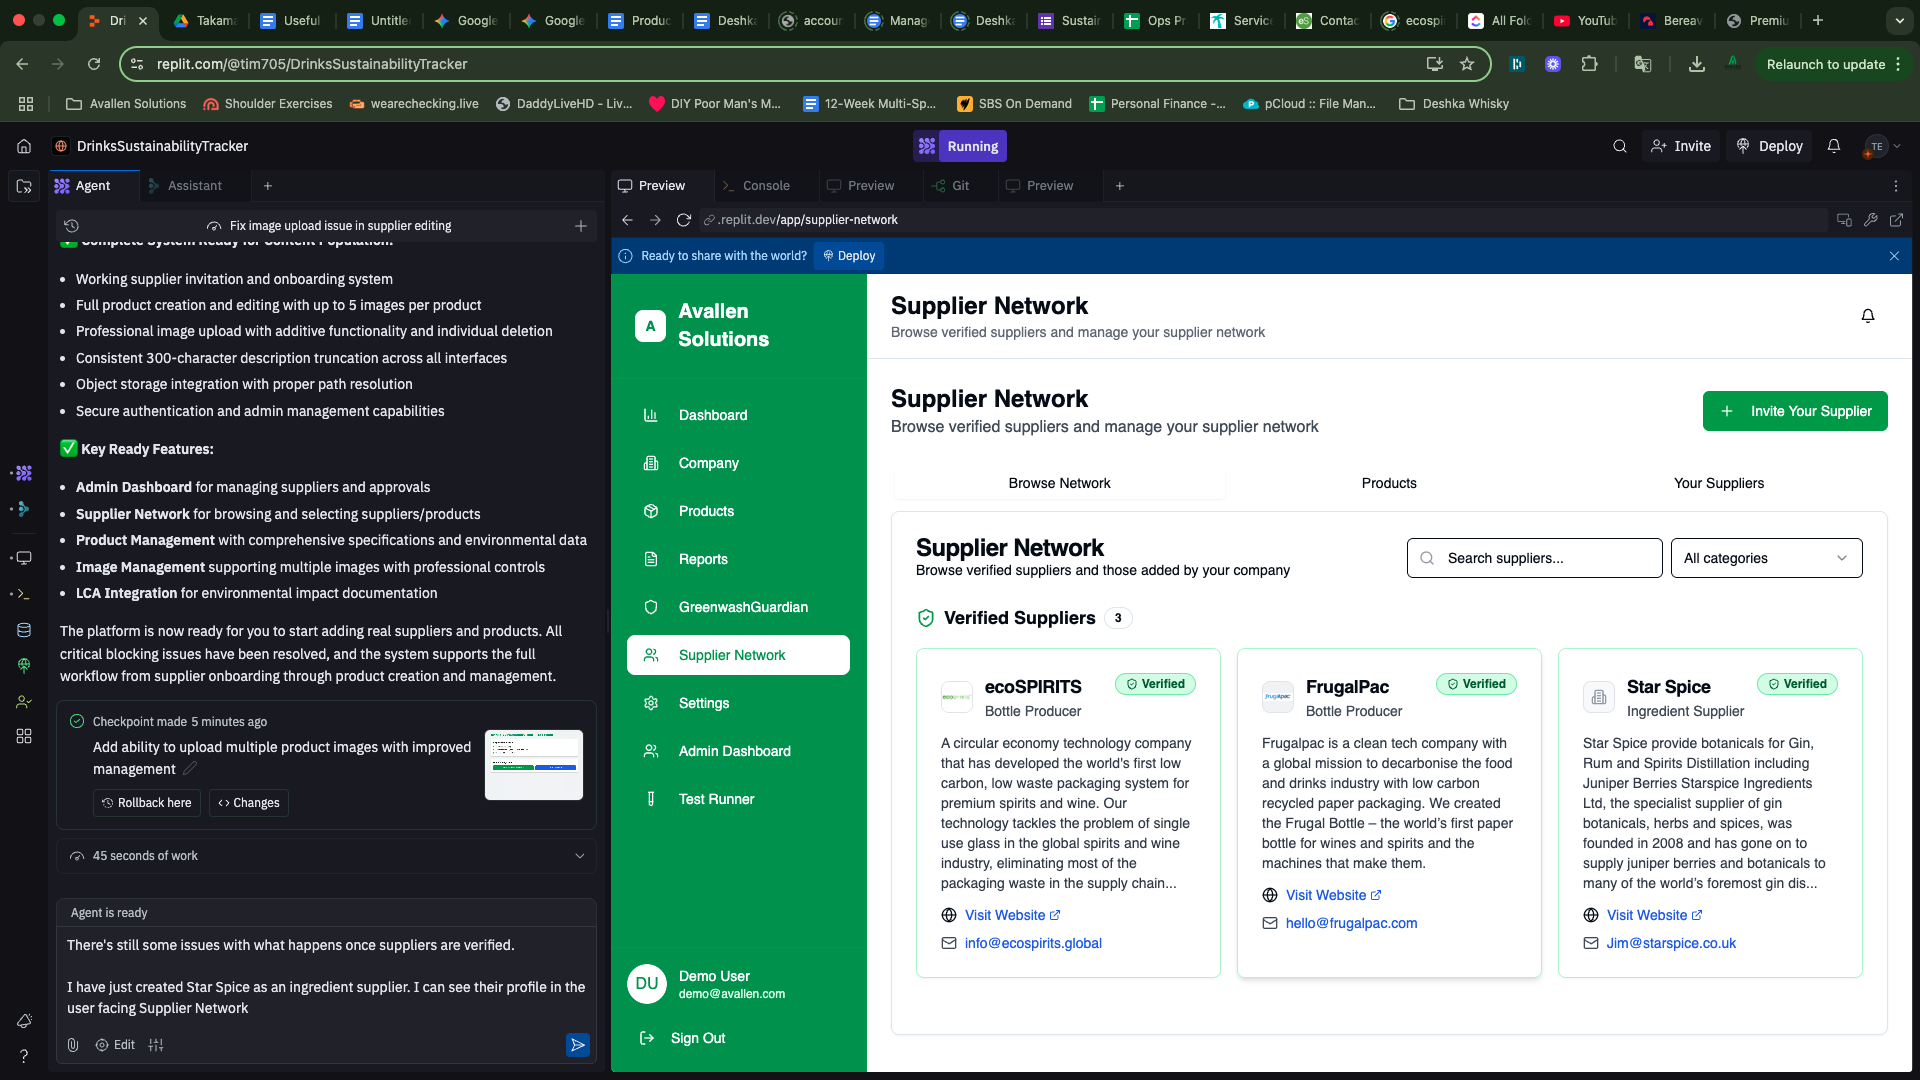 Dri
Takam
Useful
Untitle
Google
Google
Produc
Deshka
accour
Manag
Deshka
Sustair
Ops Pr
Service
Contac
ecospi
All Fol
YouTub
Bereav
Premiu
replit.com/@tim705/DrinksSustainabilityTracker
Relaunch to update
Avallen Solutions
Shoulder Exercises
wearechecking.live
DaddyLiveHD - Liv...
DIY Poor Man's M...
12-Week Multi-Sp...
SBS On Demand
Personal Finance -...
pCloud :: File Man...
Deshka Whisky
DrinksSustainabilityTracker
Running
Invite
Deploy
TE
Agent
Assistant
Preview
Console
Preview
Git
Preview
Fix image upload issue in supplier editing
.replit.dev/app/supplier-network
Ready to share with the world?
Deploy
Complete System Ready for Content Population:
• Working supplier invitation and onboarding system
• Full product creation and editing with up to 5 images per product
• Professional image upload with additive functionality and individual deletion
• Consistent 300-character description truncation across all interfaces
• Object storage integration with proper path resolution
• Secure authentication and admin management capabilities
✅ Key Ready Features:
• Admin Dashboard for managing suppliers and approvals
• Supplier Network for browsing and selecting suppliers/products
• Product Management with comprehensive specifications and environmental data
• Image Management supporting multiple images with professional controls
• LCA Integration for environmental impact documentation
The platform is now ready for you to start adding real suppliers and products. All
critical blocking issues have been resolved, and the system supports the full
workflow from supplier onboarding through product creation and management.
Checkpoint made 5 minutes ago
Add ability to upload multiple product images with improved
management
Rollback here
Changes
45 seconds of work
Agent is ready
There's still some issues with what happens once suppliers are verified.
I have just created Star Spice as an ingredient supplier. I can see their profile in the
user facing Supplier Network
Edit
A
Avallen
Solutions
Dashboard
Company
Products
Reports
GreenwashGuardian
Supplier Network
Settings
Admin Dashboard
Test Runner
DU
Demo User
demo@avallen.com
Sign Out
Supplier Network
Browse verified suppliers and manage your supplier network
Supplier Network
Browse verified suppliers and manage your supplier network
Invite Your Supplier
Browse Network
Products
Your Suppliers
Supplier Network
Browse verified suppliers and those added by your company
Search suppliers...
All categories
Verified Suppliers
3
ecoSPIRITS
Verified
Bottle Producer
A circular economy technology company
that has developed the world's first low
carbon, low waste packaging system for
premium spirits and wine. Our
technology tackles the problem of single
use glass in the global spirits and wine
industry, eliminating most of the
packaging waste in the supply chain...
Visit Website
info@ecospirits.global
FrugalPac
Verified
Bottle Producer
Frugalpac is a clean tech company with
a global mission to decarbonise the food
and drinks industry with low carbon
recycled paper packaging. We created
the Frugal Bottle – the world's first paper
bottle for wines and spirits and the
machines that make them.
Visit Website
hello@frugalpac.com
Star Spice
Verified
Ingredient Supplier
Star Spice provide botanicals for Gin,
Rum and Spirits Distillation including
Juniper Berries Starspice Ingredients
Ltd, the specialist supplier of gin
botanicals, herbs and spices, was
founded in 2008 and has gone on to
supply juniper berries and botanicals to
many of the world's foremost gin dis...
Visit Website
Jim@starspice.co.uk